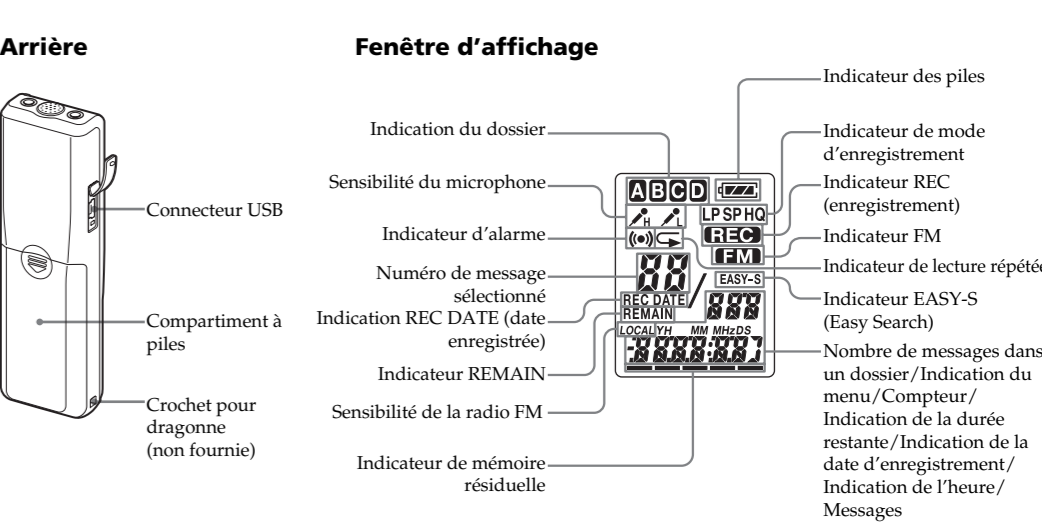 Arrière
Connecteur USB
Compartiment à
piles
Crochet pour
dragonne
(non fournie)
Fenêtre d'affichage
Indication du dossier
Sensibilité du microphone
Indicateur d'alarme
Numéro de message
sélectionné
Indication REC DATE (date
enregistrée)
Indicateur REMAIN
Sensibilité de la radio FM
Indicateur de mémoire
résiduelle
A B C D
H L
LP SP HQ
REC
FM
EASY-S
REC DATE
REMAIN
LOCAL YH MM MHz DS
Indicateur des piles
Indicateur de mode
d'enregistrement
Indicateur REC
(enregistrement)
Indicateur FM
Indicateur de lecture répétée
Indicateur EASY-S
(Easy Search)
Nombre de messages dans
un dossier/Indication du
menu/Compteur/
Indication de la durée
restante/Indication de la
date d'enregistrement/
Indication de l'heure/
Messages